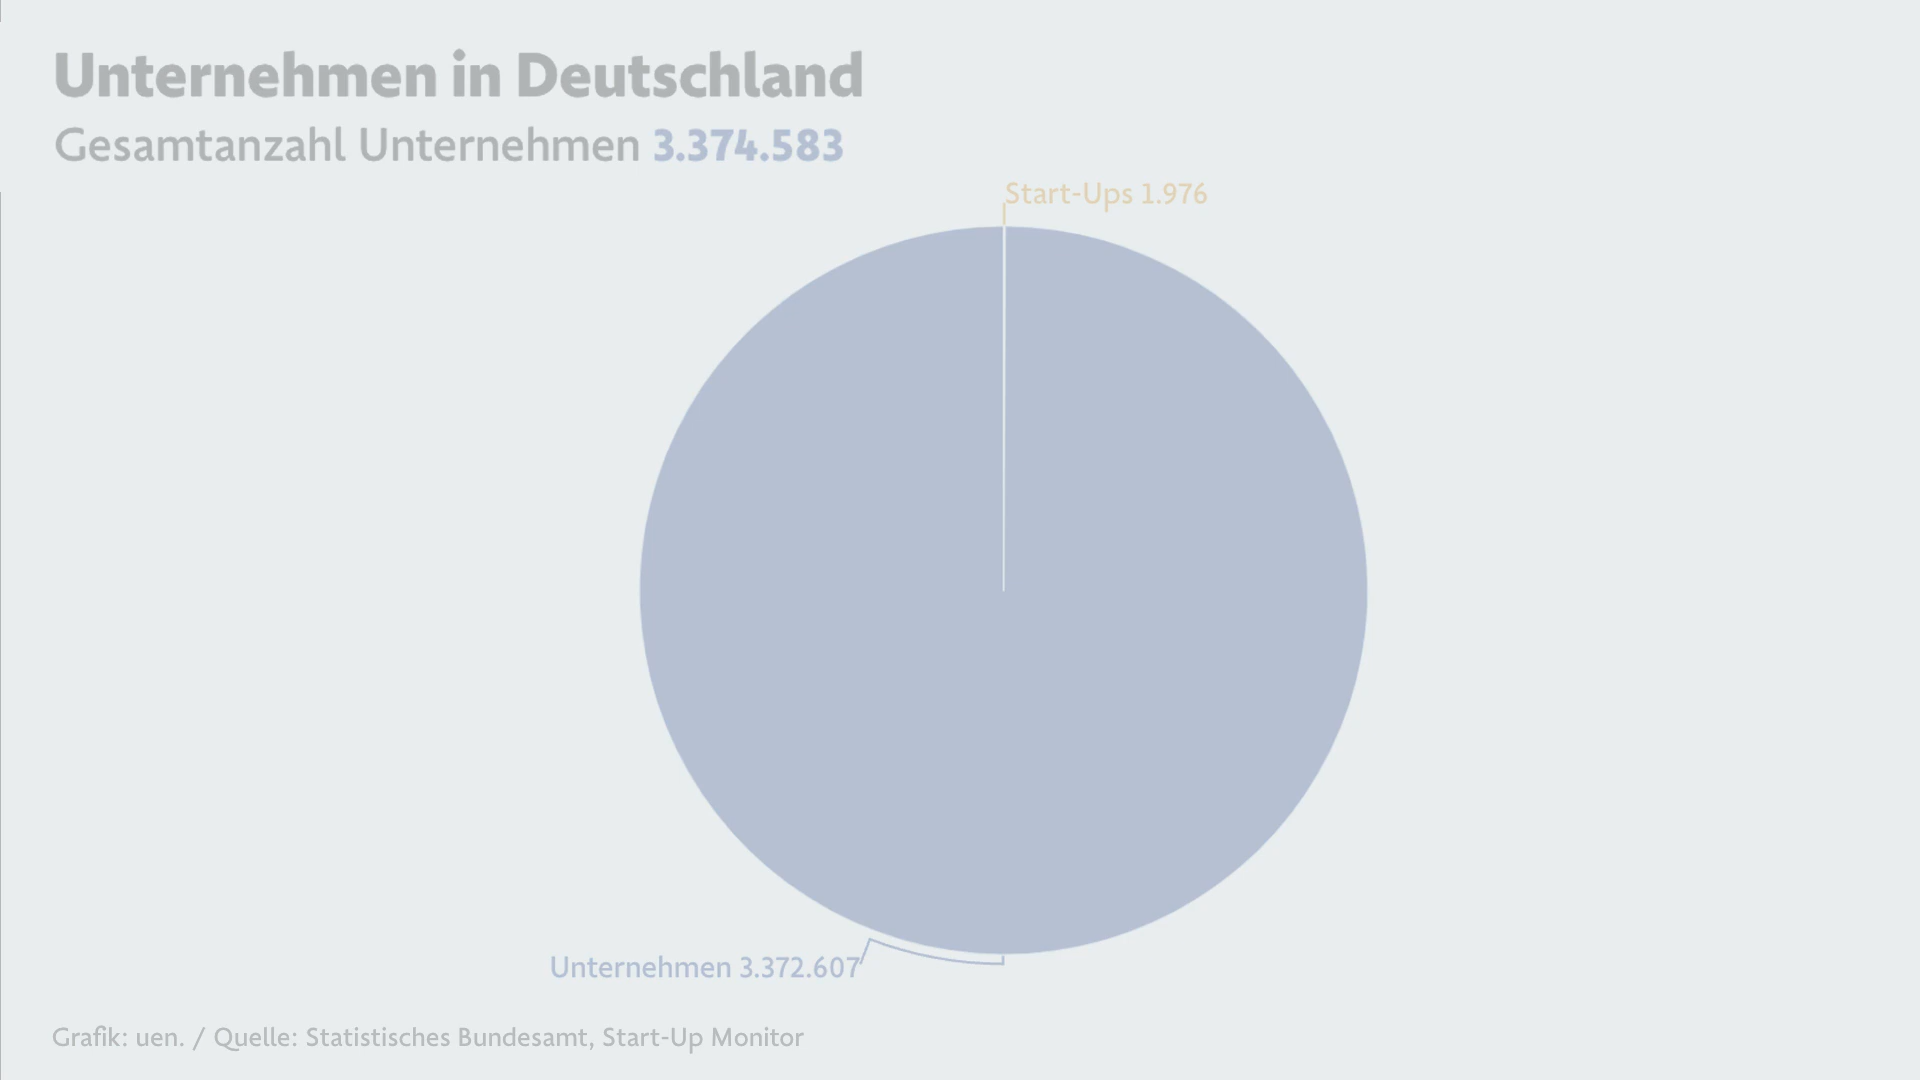 Unternehmen in Deutschland
Gesamtanzahl Unternehmen 3.374.583
Start-Ups 1.976
Unternehmen 3.372.607
Grafik: uen. / Quelle: Statistisches Bundesamt, Start-Up Monitor